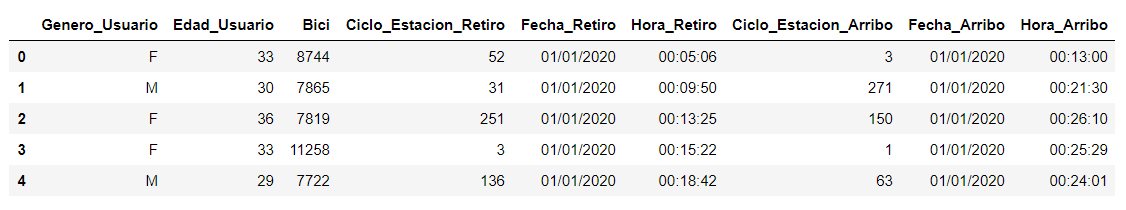 Genero_Usuario Edad_Usuario Bici Ciclo_Estacion_Retiro Fecha_Retiro Hora_Retiro Ciclo_Estacion_Arribo Fecha_Arribo Hora_Arribo
0 F 33 8744 52 01/01/2020 00:05:06 3 01/01/2020 00:13:00
1 M 30 7865 31 01/01/2020 00:09:50 271 01/01/2020 00:21:30
2 F 36 7819 251 01/01/2020 00:13:25 150 01/01/2020 00:26:10
3 F 33 11258 3 01/01/2020 00:15:22 1 01/01/2020 00:25:29
4 M 29 7722 136 01/01/2020 00:18:42 63 01/01/2020 00:24:01